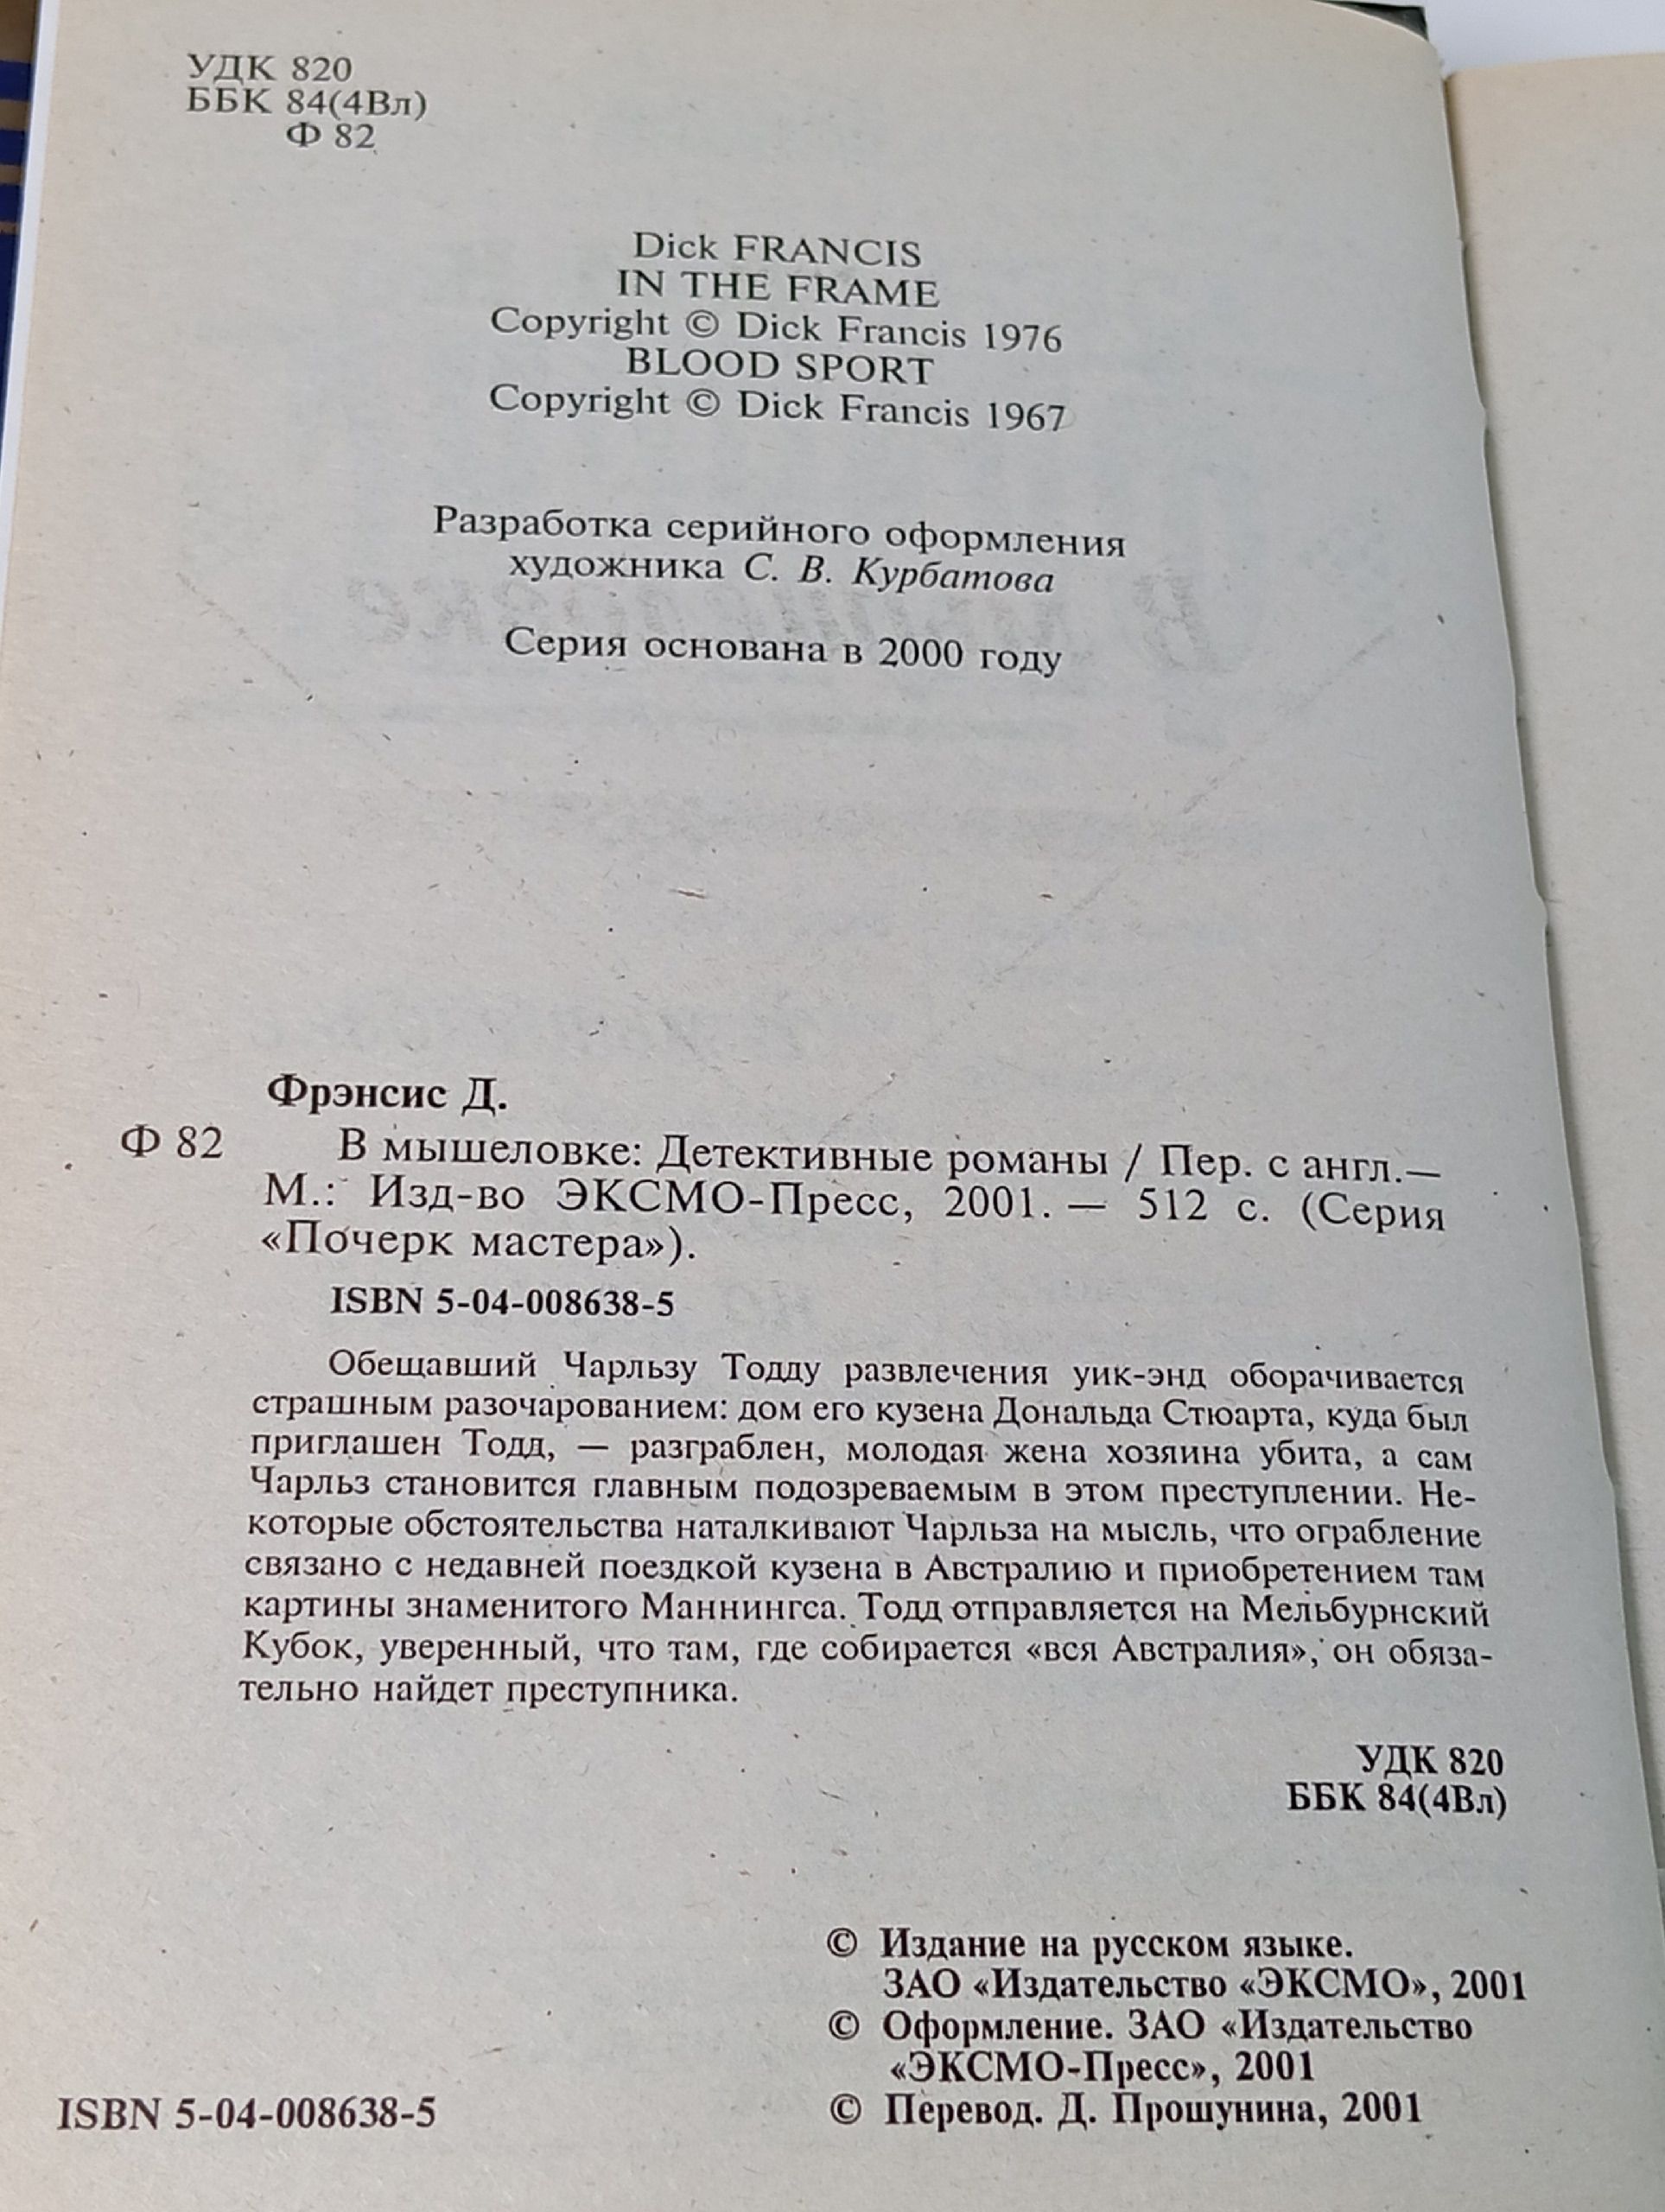 УДК 820
ББК 84(4Вл)
Ф 82
Dick FRANCIS
IN THE FRAME
Copyright © Dick Francis 1976
BLOOD SPORT
Copyright © Dick Francis 1967
Разработка серийного оформления
художника С. В. Курбатова
Серия основана в 2000 году
Фрэнсис Д.
Ф 82 В мышеловке: Детективные романы / Пер. с англ.—
М.: Изд-во ЭКСМО-Пресс, 2001. — 512 с. (Серия
«Почерк мастера»).
ISBN 5-04-008638-5
Обещавший Чарльзу Тодду развлечения уик-энд оборачивается
страшным разочарованием: дом его кузена Дональда Стюарта, куда был
приглашен Тодд, — разграблен, молодая жена хозяина убита, а сам
Чарльз становится главным подозреваемым в этом преступлении. Не-
которые обстоятельства наталкивают Чарльза на мысль, что ограбление
связано с недавней поездкой кузена в Австралию и приобретением там
картины знаменитого Маннингса. Тодд отправляется на Мельбурнский
Кубок, уверенный, что там, где собирается «вся Австралия», он обяза-
тельно найдет преступника.
УДК 820
ББК 84(4Вл)
© Издание на русском языке.
ЗАО «Издательство «ЭКСМО», 2001
© Оформление. ЗАО «Издательство
«ЭКСМО-Пресс», 2001
© Перевод. Д. Прошунина, 2001
ISBN 5-04-008638-5